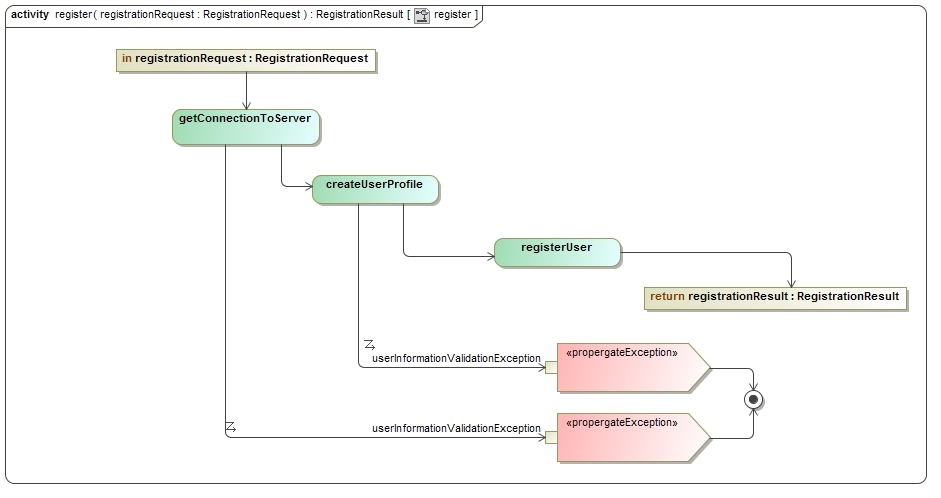 activity register( registrationRequest : RegistrationRequest ) : RegistrationResult [ register ]
in registrationRequest : RegistrationRequest
getConnectionToServer
createUserProfile
registerUser
return registrationResult : RegistrationResult
«propergateException»
userInformationValidationException
«propergateException»
userInformationValidationException